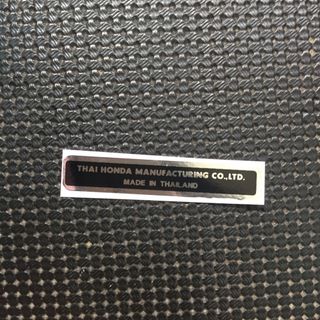 THAI HONDA MANUFACTURING CO.,LTD.
MADE IN THAILAND